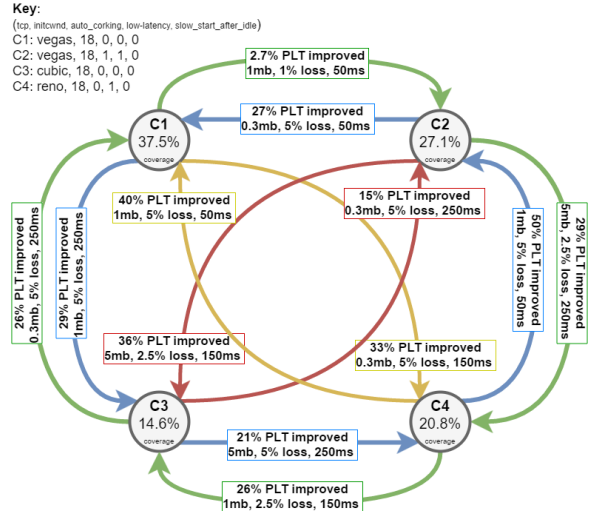 Key:
(tcp, initcwnd, auto_corking, low-latency, slow_start_after_idle)
C1: vegas, 18, 0, 0, 0
C2: vegas, 18, 1, 1, 0
C3: cubic, 18, 0, 0, 0
C4: reno, 18, 0, 1, 0
2.7% PLT improved
1mb, 1% loss, 50ms
C1
37.5%
coverage
27% PLT improved
0.3mb, 5% loss, 50ms
C2
27.1%
coverage
40% PLT improved
1mb, 5% loss, 50ms
15% PLT improved
0.3mb, 5% loss, 250ms
26% PLT improved
0.3mb, 5% loss, 250ms
29% PLT improved
1mb, 5% loss, 250ms
50% PLT improved
1mb, 5% loss, 50ms
29% PLT improved
5mb, 2.5% loss, 250ms
36% PLT improved
5mb, 2.5% loss, 150ms
33% PLT improved
0.3mb, 5% loss, 150ms
C3
14.6%
coverage
C4
20.8%
coverage
21% PLT improved
5mb, 5% loss, 250ms
26% PLT improved
1mb, 2.5% loss, 150ms